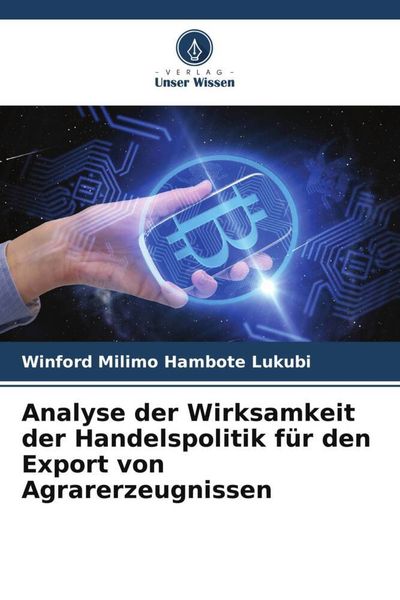 - VERLAG -
Unser Wissen
Winford Milimo Hambote Lukubi
Analyse der Wirksamkeit
der Handelspolitik für den
Export von
Agrarerzeugnissen